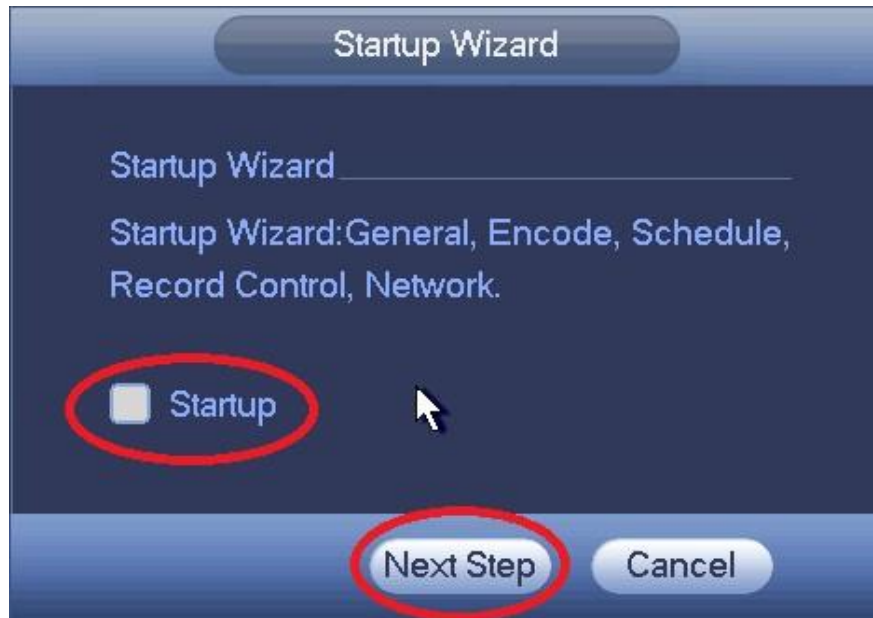 Startup Wizard
Startup Wizard
Startup Wizard:General, Encode, Schedule,
Record Control, Network.
Startup
Next Step
Cancel